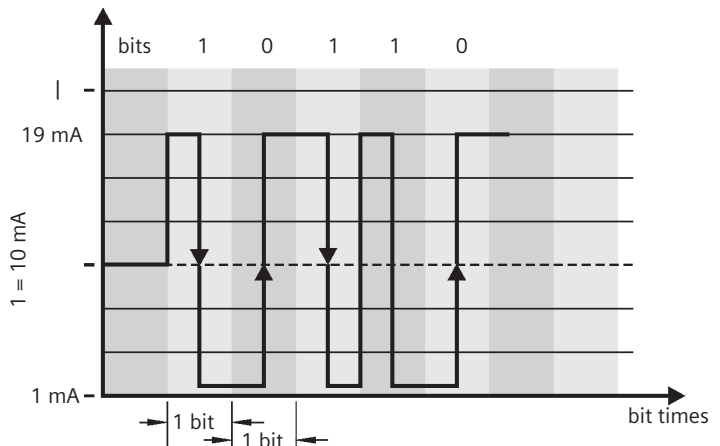 bits 1 0 1 1 0
I
19 mA
1 = 10 mA
1 mA
bit times
1 bit
1 bit